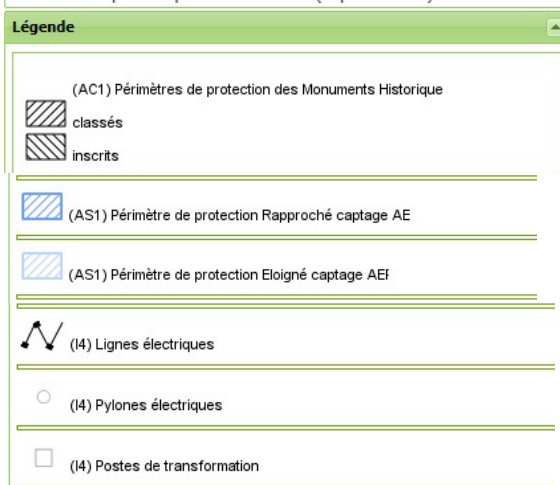 Légende
(AC1) Périmètres de protection des Monuments Historique
classés
inscrits
(AS1) Périmètre de protection Rapproché captage AE
(AS1) Périmètre de protection Eloigné captage AEF
(I4) Lignes électriques
(I4) Pylones électriques
(I4) Postes de transformation